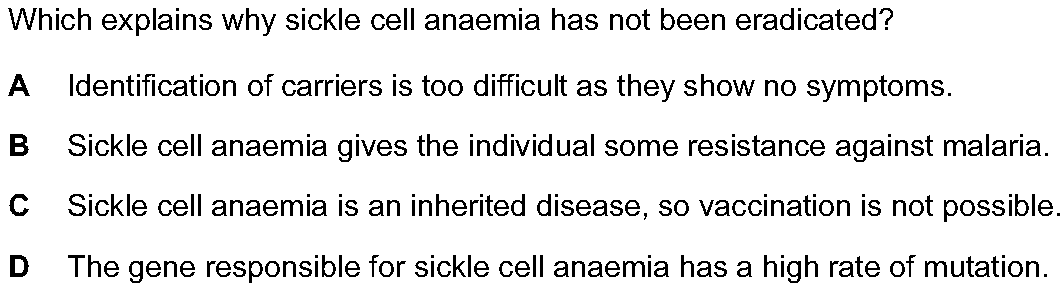 Which explains why sickle cell anaemia has not been eradicated?
A Identification of carriers is too difficult as they show no symptoms.
B Sickle cell anaemia gives the individual some resistance against malaria.
C Sickle cell anaemia is an inherited disease, so vaccination is not possible.
D The gene responsible for sickle cell anaemia has a high rate of mutation.